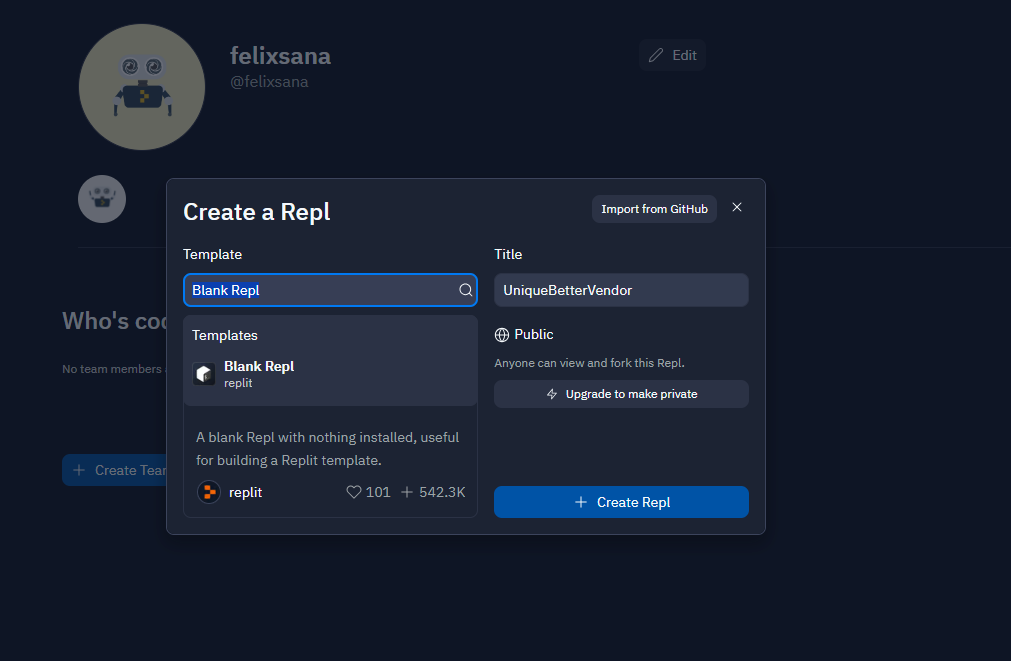 felixsana
@felixsana
Edit
Create a Repl
Import from GitHub
Template
Blank Repl
Templates
Blank Repl
replit
A blank Repl with nothing installed, useful
for building a Replit template.
replit
101
542.3K
Title
UniqueBetterVendor
Public
Anyone can view and fork this Repl.
Upgrade to make private
Create Repl
Who's
No team members
Create